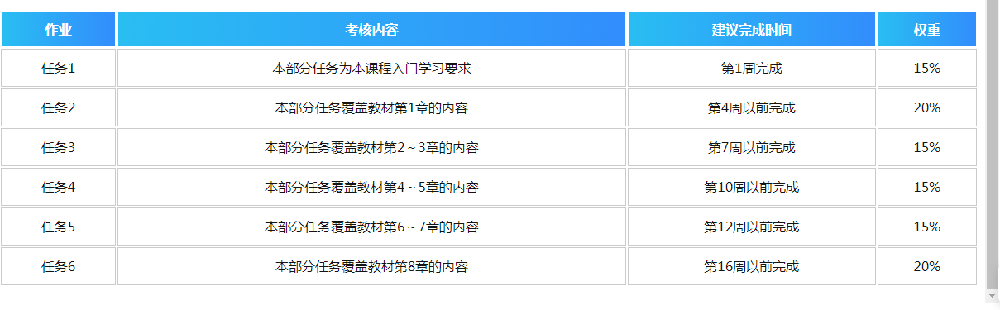 作业 考核内容 建议完成时间 权重
任务1 本部分任务为本课程入门学习要求 第1周完成 15%
任务2 本部分任务覆盖教材第1章的内容 第4周以前完成 20%
任务3 本部分任务覆盖教材第2～3章的内容 第7周以前完成 15%
任务4 本部分任务覆盖教材第4～5章的内容 第10周以前完成 15%
任务5 本部分任务覆盖教材第6～7章的内容 第12周以前完成 15%
任务6 本部分任务覆盖教材第8章的内容 第16周以前完成 20%